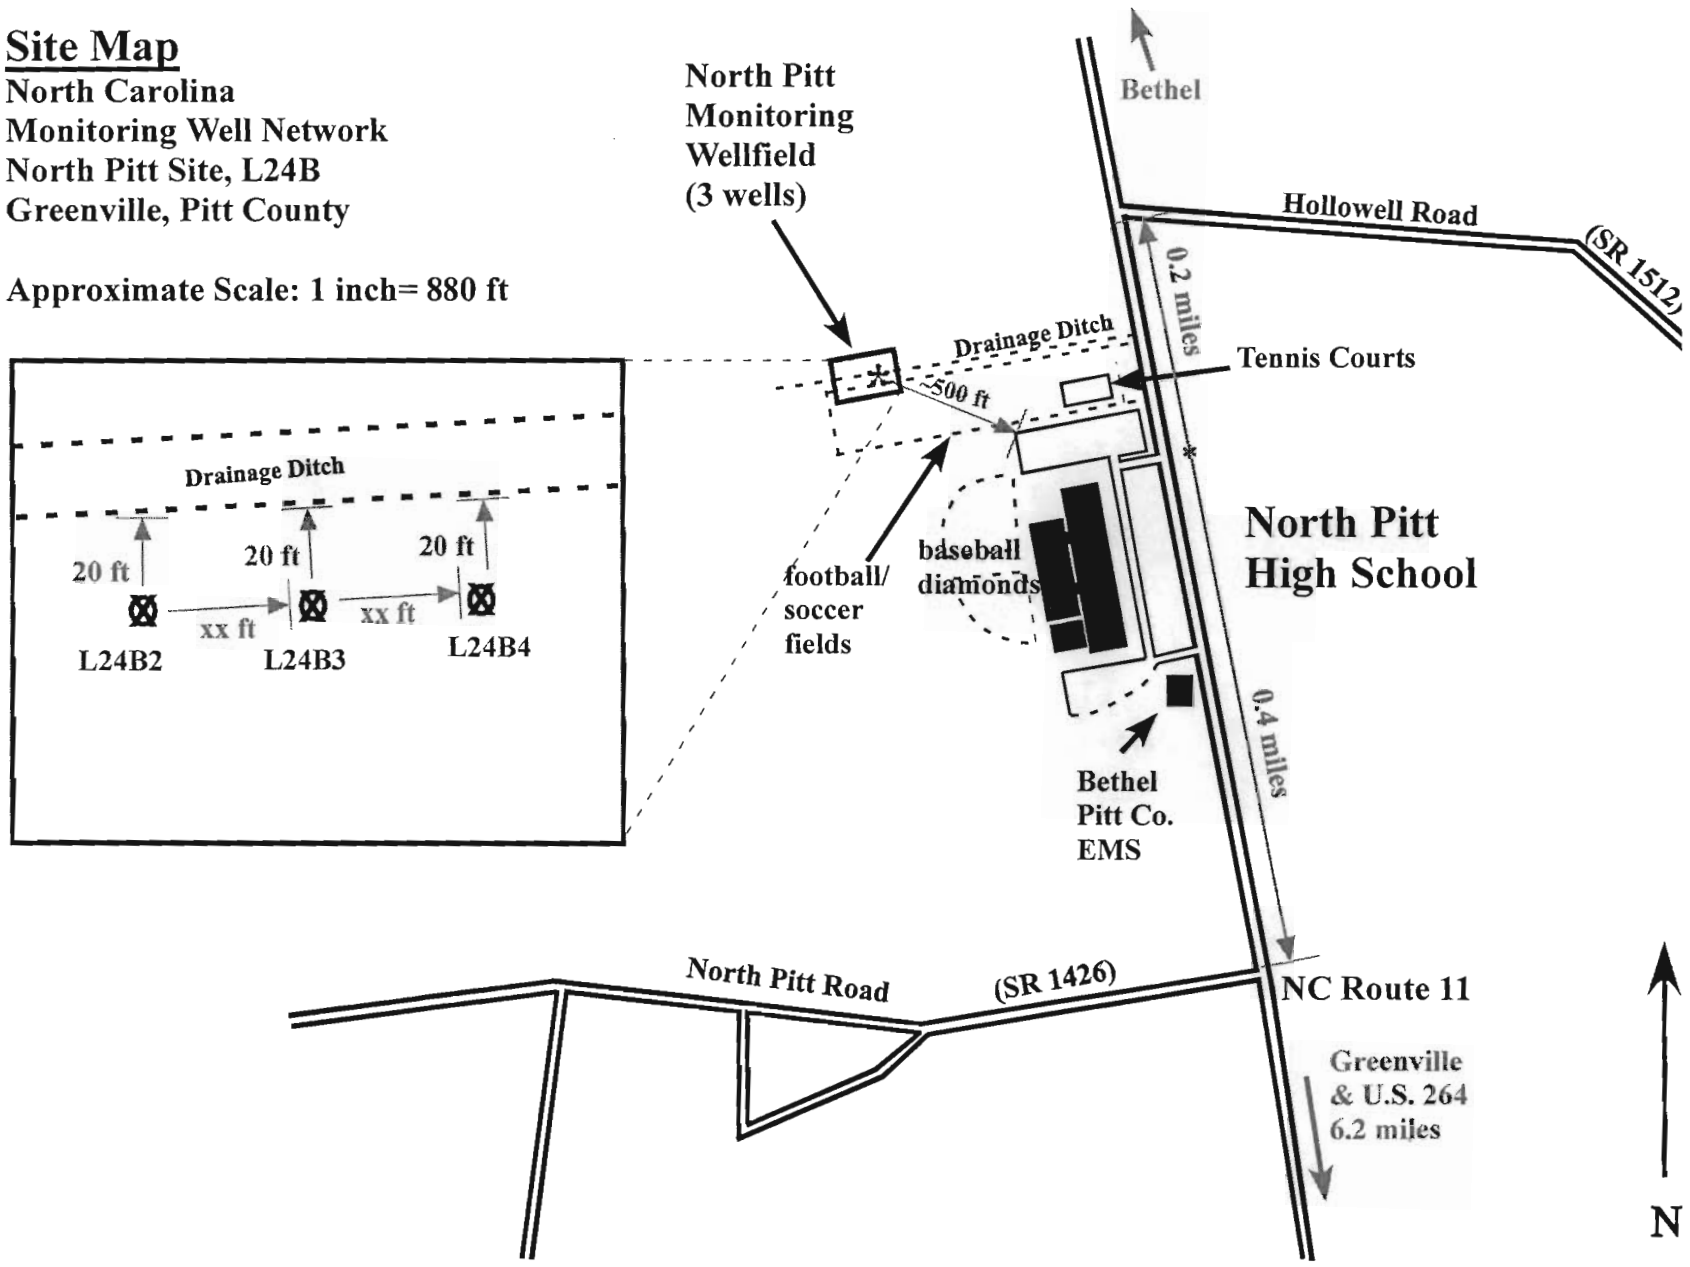 Site Map
North Carolina
Monitoring Well Network
North Pitt Site, L24B
Greenville, Pitt County
Approximate Scale: 1 inch= 880 ft
North Pitt
Monitoring
Wellfield
(3 wells)
Bethel
Hollowell Road
(SR 1512)
0.2 miles
Drainage Ditch
Tennis Courts
~500 ft
*
*
North Pitt
High School
baseball
diamonds
football/
soccer
fields
Drainage Ditch
20 ft
20 ft
20 ft
xx ft
xx ft
L24B2
L24B3
L24B4
0.4 miles
Bethel
Pitt Co.
EMS
North Pitt Road
(SR 1426)
NC Route 11
Greenville
& U.S. 264
6.2 miles
N